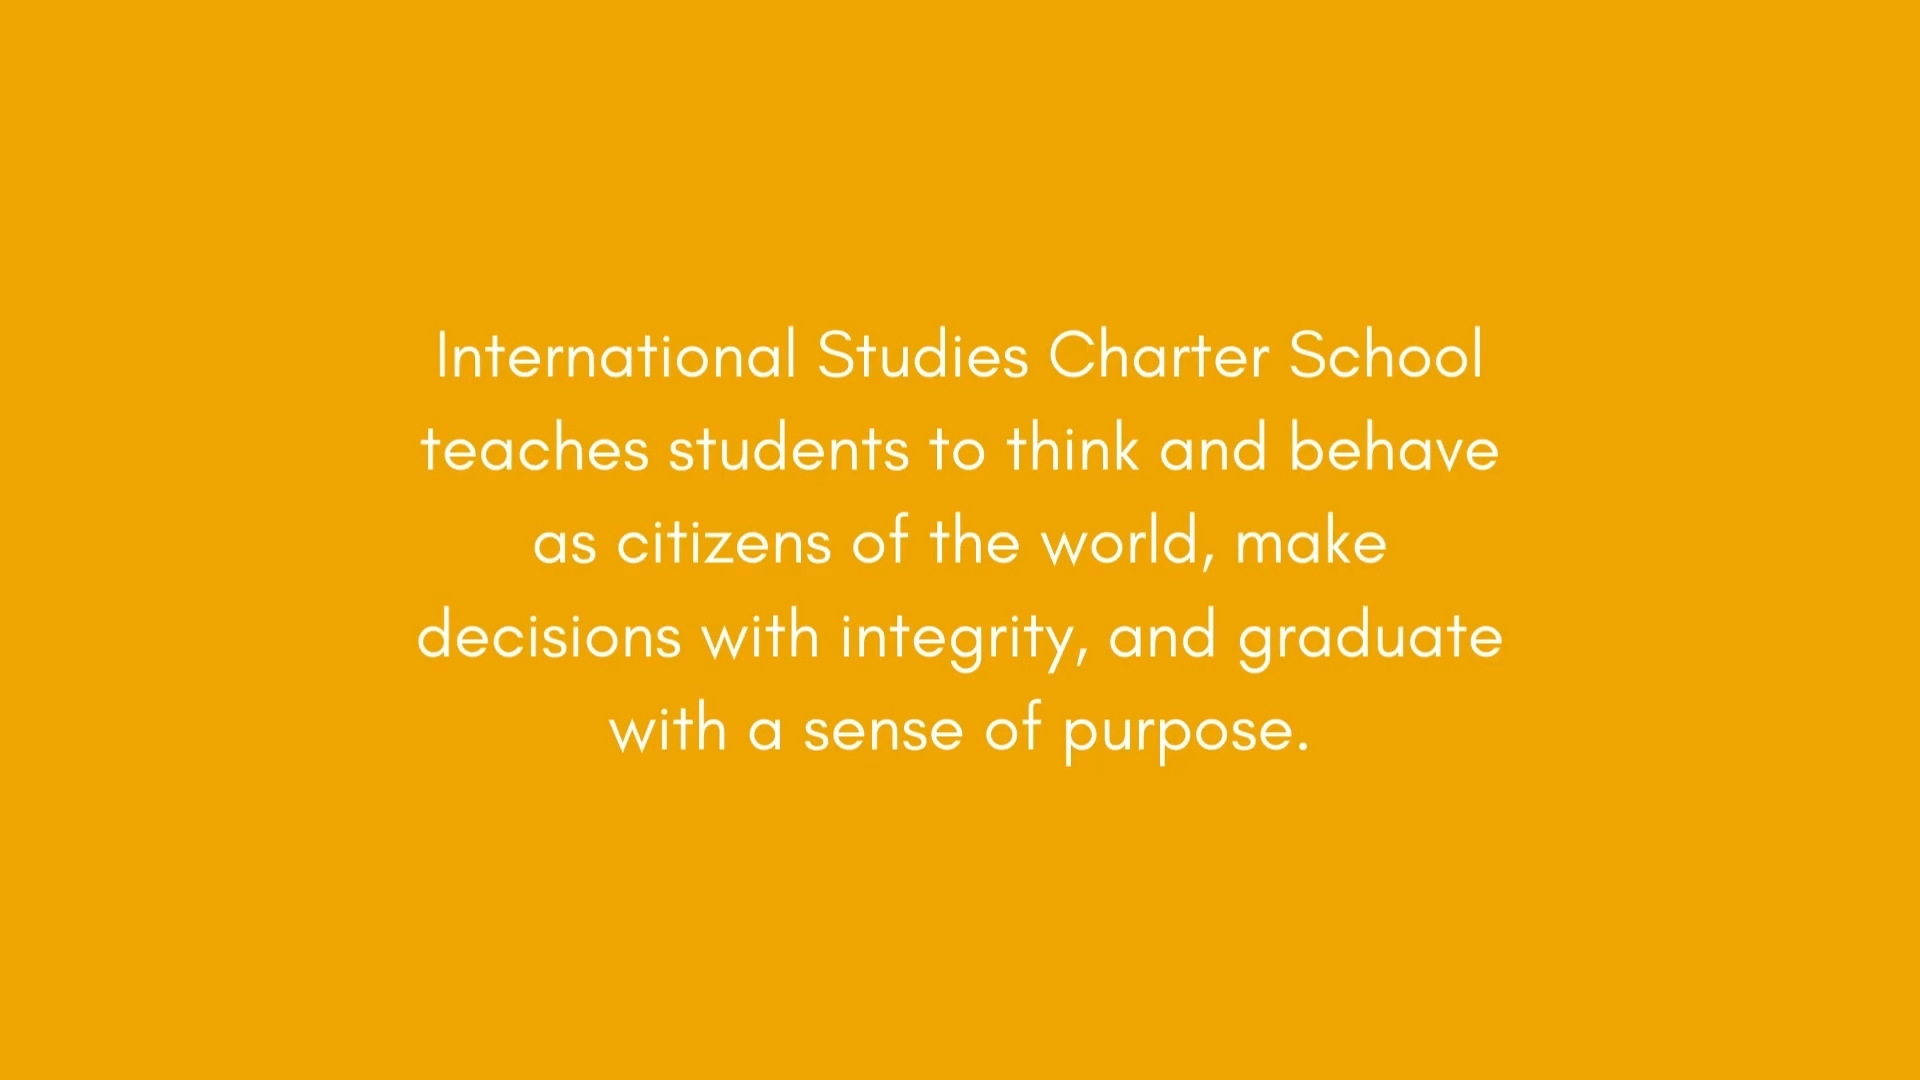 International Studies Charter School
teaches students to think and behave
as citizens of the world, make
decisions with integrity, and graduate
with a sense of purpose.